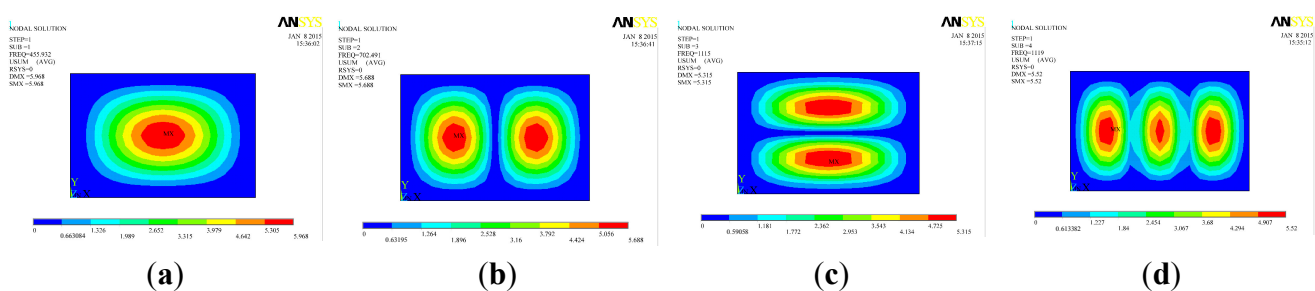 ANSYS
NODAL SOLUTION
JAN 8 2015
15:36:02
STEP=1
SUB =1
FREQ=455.932
USUM (AVG)
RSYS=0
DMX =5.968
SMX =5.968
MX
Y
Z X
0 0.663084 1.326 1.989 2.652 3.315 3.979 4.642 5.305 5.968
(a)
ANSYS
NODAL SOLUTION
JAN 8 2015
15:36:41
STEP=1
SUB =2
FREQ=702.491
USUM (AVG)
RSYS=0
DMX =5.688
SMX =5.688
MX
Y
Z X
0 0.63195 1.264 1.896 2.528 3.16 3.792 4.424 5.056 5.688
(b)
ANSYS
NODAL SOLUTION
JAN 8 2015
15:37:15
STEP=1
SUB =3
FREQ=1115
USUM (AVG)
RSYS=0
DMX =5.315
SMX =5.315
MX
Y
Z X
0 0.59058 1.181 1.772 2.362 2.953 3.543 4.134 4.725 5.315
(c)
ANSYS
NODAL SOLUTION
JAN 8 2015
15:35:12
STEP=1
SUB =4
FREQ=1119
USUM (AVG)
RSYS=0
DMX =5.52
SMX =5.52
MX
Y
Z X
0 0.613382 1.227 1.84 2.454 3.067 3.68 4.294 4.907 5.52
(d)